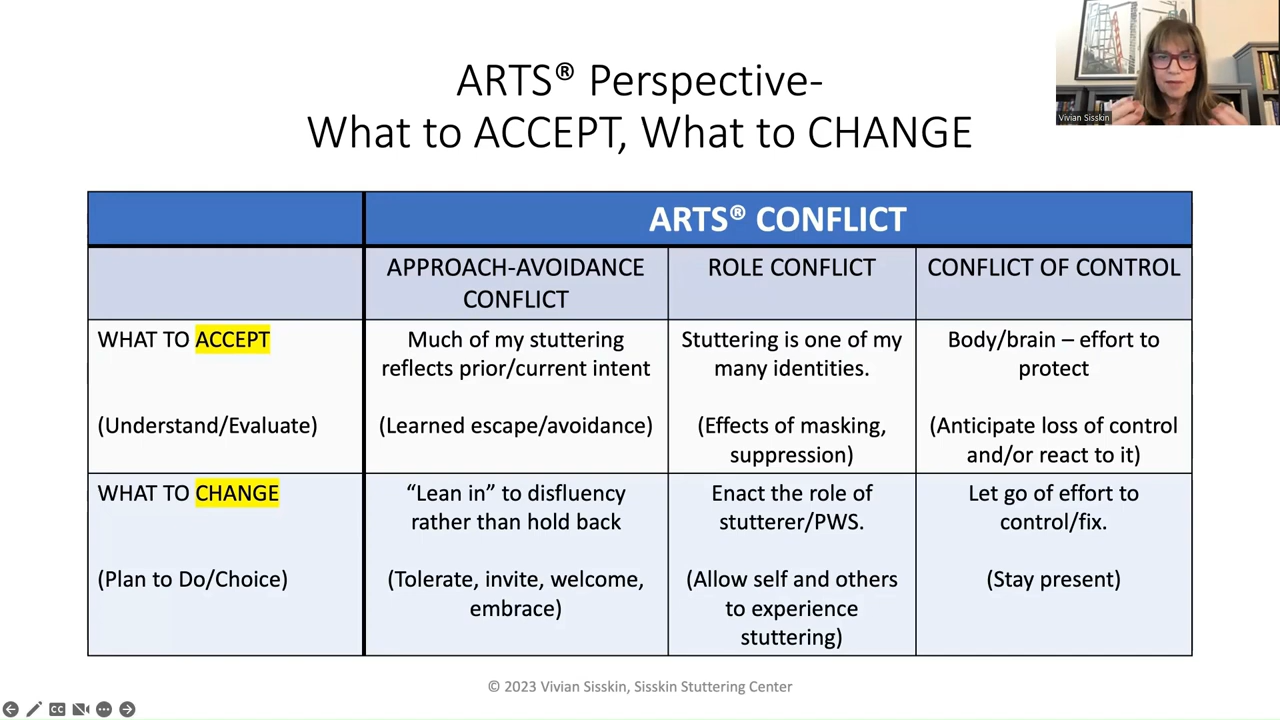 ARTS® Perspective-
What to ACCEPT, What to CHANGE
Vivian Sisskin
ARTS® CONFLICT
APPROACH-AVOIDANCE
CONFLICT
ROLE CONFLICT
CONFLICT OF CONTROL
WHAT TO ACCEPT
(Understand/Evaluate)
Much of my stuttering
reflects prior/current intent
(Learned escape/avoidance)
Stuttering is one of my
many identities.
(Effects of masking,
suppression)
Body/brain – effort to
protect
(Anticipate loss of control
and/or react to it)
WHAT TO CHANGE
(Plan to Do/Choice)
“Lean in” to disfluency
rather than hold back
(Tolerate, invite, welcome,
embrace)
Enact the role of
stutterer/PWS.
(Allow self and others
to experience
stuttering)
Let go of effort to
control/fix.
(Stay present)
© 2023 Vivian Sisskin, Sisskin Stuttering Center
CC